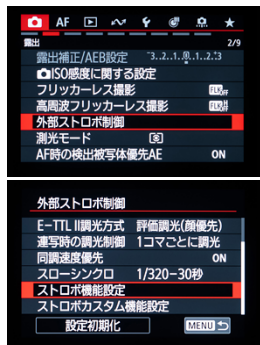 AF
露出 2/9
露出補正/AEB設定 ⁻3..2..1..0..1..2..⁺3
ISO感度に関する設定
フリッカーレス撮影 FLK OFF
高周波フリッカーレス撮影
外部ストロボ制御
測光モード
AF時の検出被写体優先AE ON
外部ストロボ制御
E-TTL II調光方式 評価調光(顔優先)
連写時の調光制御 1コマごとに調光
同調速度優先 ON
スローシンクロ 1/320-30秒
ストロボ機能設定
ストロボカスタム機能設定
設定初期化 MENU